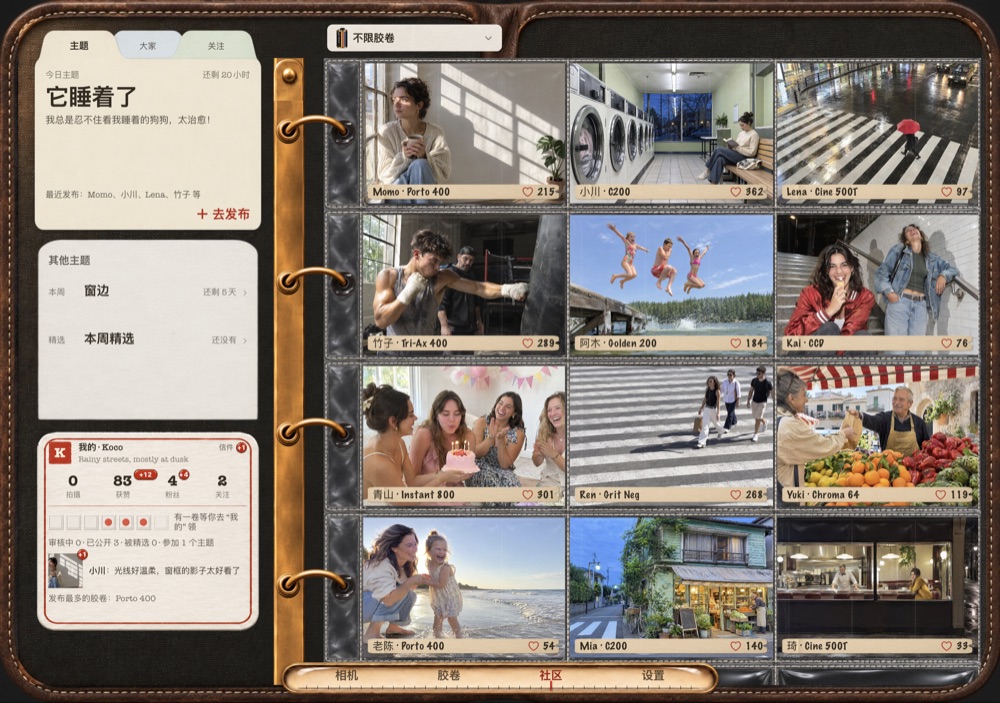 主题
大家
关注
今日主题
还剩 20小时
它睡着了
我总是忍不住看我睡着的狗狗，太治愈！
最近发布：Momo、小川、Lena、竹子 等
＋ 去发布
其他主题
本周
窗边
还剩 5天 ›
精选
本周精选
还没有 ›
K
我的 · Koco
信件
+1
Rainy streets, mostly at dusk
0
83
+12
4
+4
2
拍摄
获赞
粉丝
关注
有一卷等你去 “我
的” 领
审核中 0 · 已公开 3 · 被精选 0 · 参加 1 个主题
+1
小川：光线好温柔，窗框的影子太好看了
发布最多的胶卷：Porto 400
不限胶卷
Momo · Porto 400
215
小川 · C200
362
Lena · Cine 500T
97
竹子 · Tri-Ax 400
289
阿木 · Golden 200
184
Kai · CCD
76
青山 · Instant 800
301
Ren · Grit Neg
268
Yuki · Chroma 64
119
老陈 · Porto 400
54
Mia · C200
140
琦 · Cine 500T
33
相机
胶卷
社区
设置